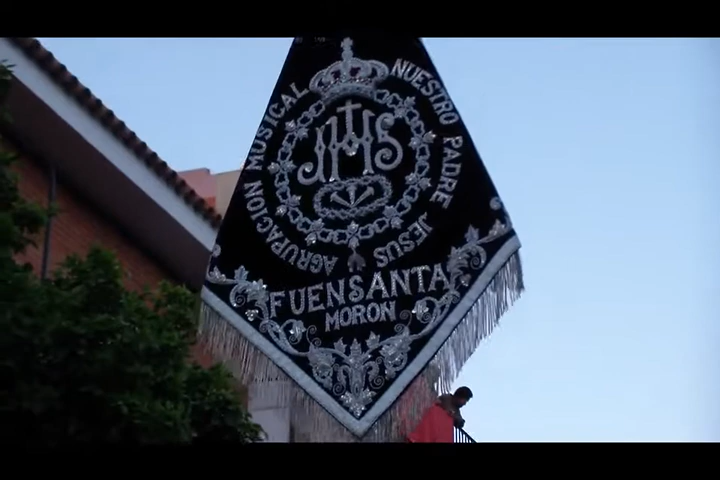 AGRUPACION MUSICAL
NUESTRO PADRE JESUS
JHS
FUENSANTA
MORON